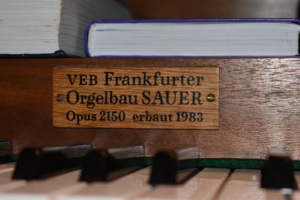 VEB Frankfurter
Orgelbau SAUER
Opus 2150 erbaut 1983